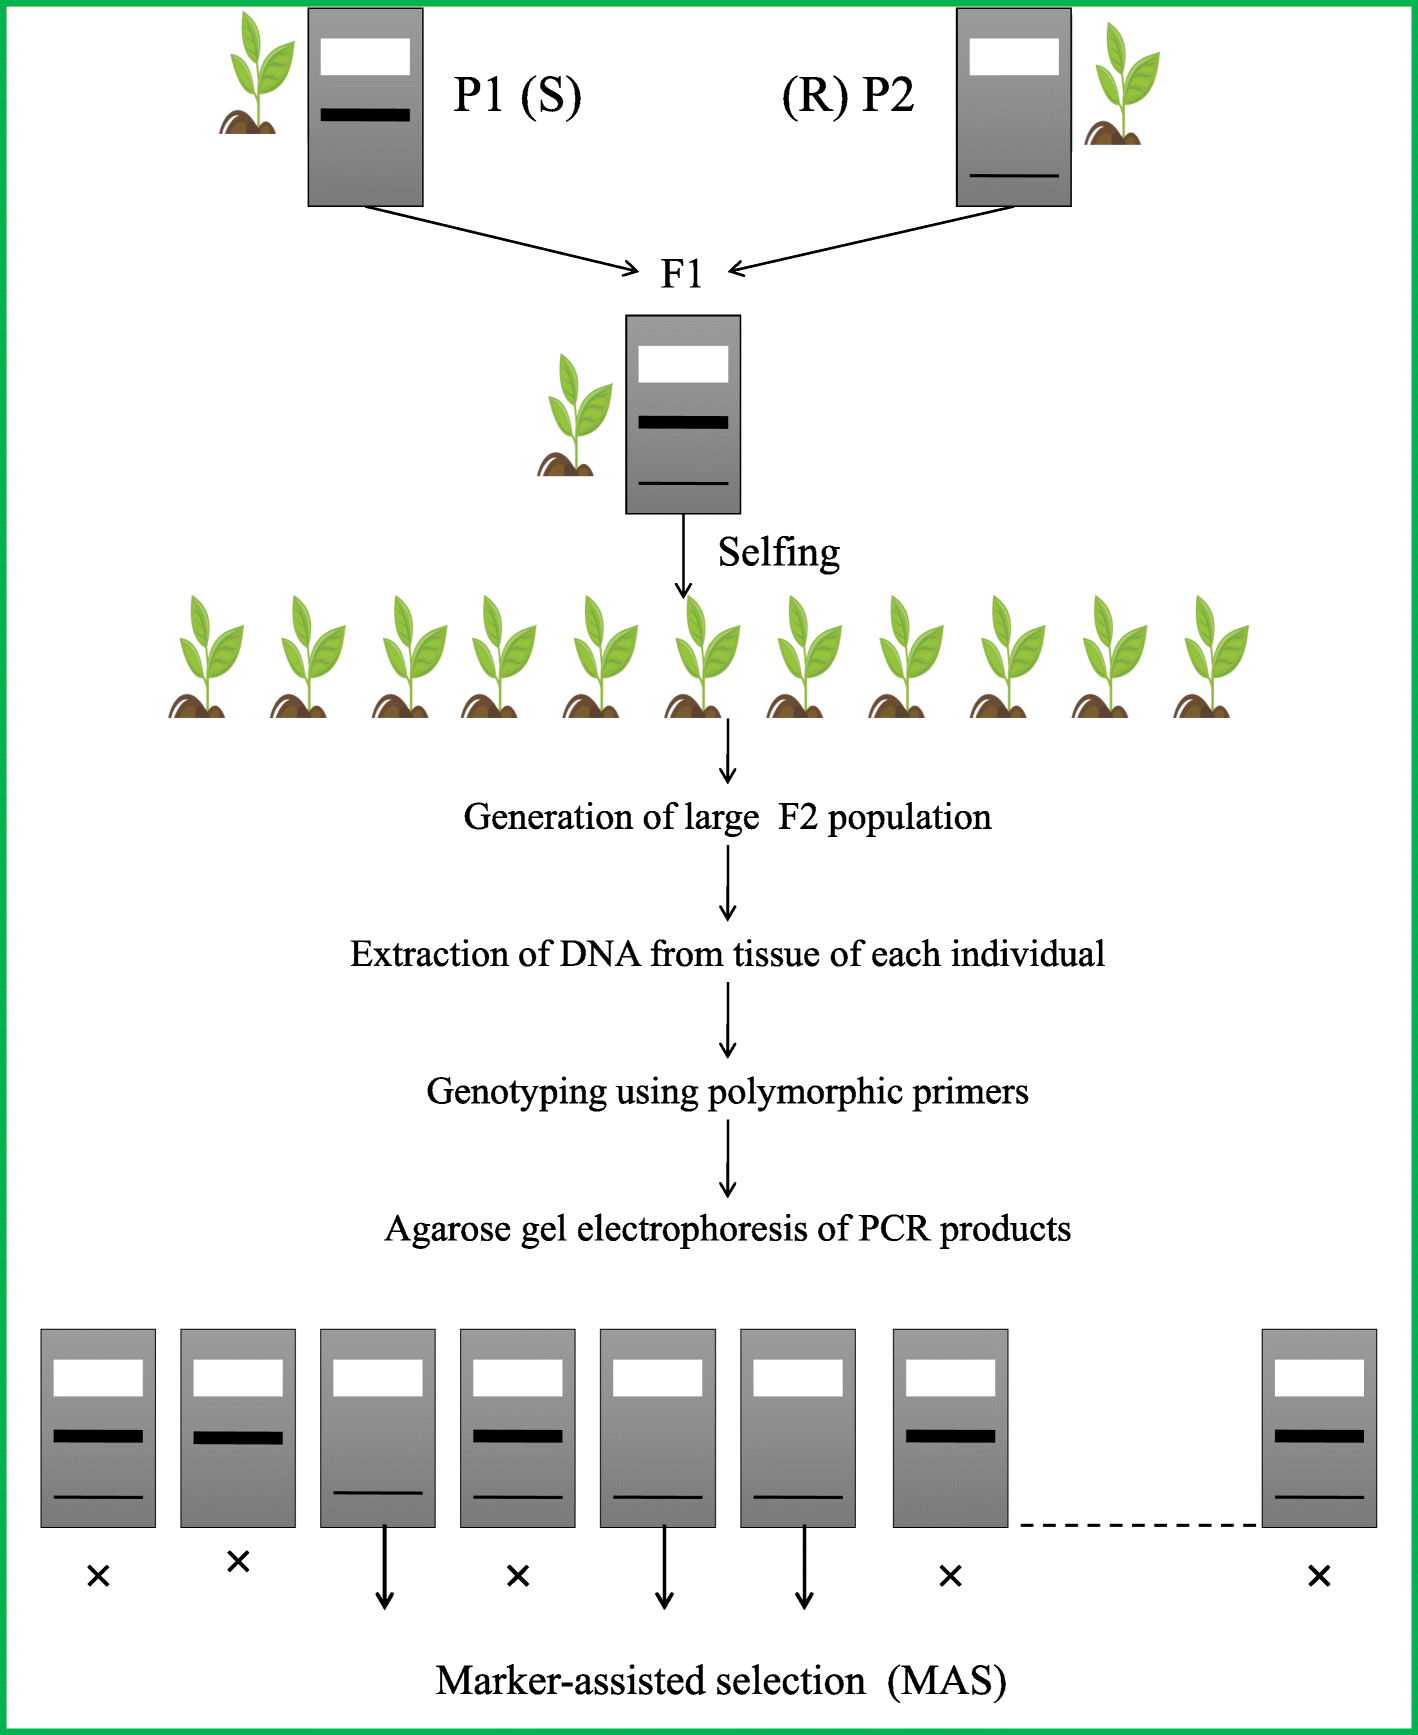 P1 (S)
(R) P2
F1
Selfing
Generation of large F2 population
Extraction of DNA from tissue of each individual
Genotyping using polymorphic primers
Agarose gel electrophoresis of PCR products
Marker-assisted selection (MAS)